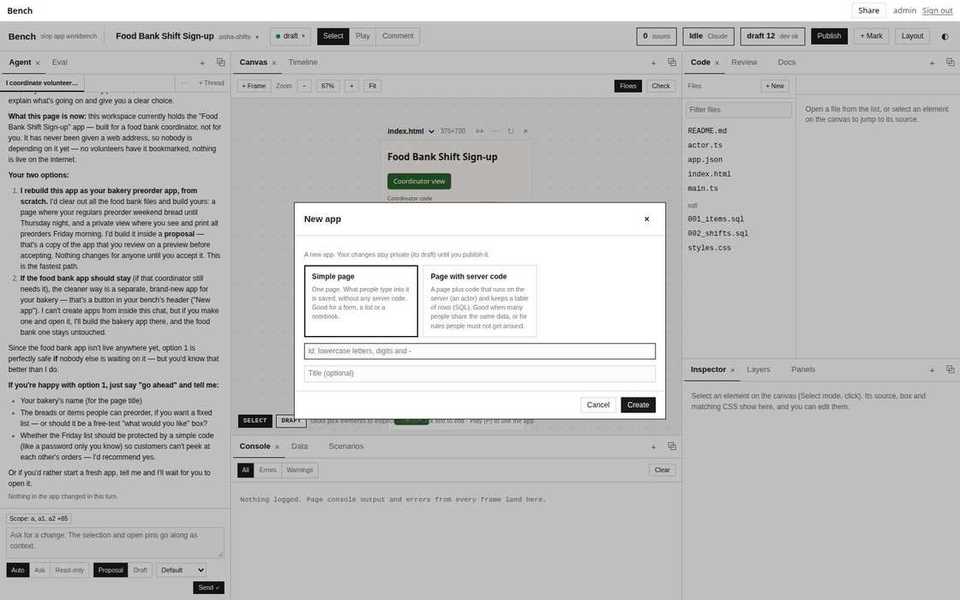 Bench
Share
admin
Sign out
Bench
slop app workbench
Food Bank Shift Sign-up
draft
Select
Play
Comment
0 issues
Idle Claude
draft 12 dev ok
Publish
+ Mark
Layout
Agent ×
Eval
I coordinate volunteer…
+ Thread
explain what's going on and give you a clear choice.
What this page is now: this workspace currently holds the "Food
Bank Shift Sign-up" app — built for a food bank coordinator, not for
you. It has never been given a web address, so nobody is
depending on it yet — no volunteers have it bookmarked, nothing
is live on the internet.
Your two options:
1. I rebuild this app as your bakery preorder app, from
scratch. I'd clear out all the food bank files and build yours: a
page where your regulars preorder weekend bread until
Thursday night, and a private view where you see and print all
preorders Friday morning. I'd build it inside a proposal —
that's a copy of the app that you review on a preview before
accepting. Nothing changes for anyone until you accept it. This
is the fastest path.
2. If the food bank app should stay (if that coordinator still
needs it), the cleaner way is a separate, brand-new app for
your bakery — that's a button in your bench's header ("New
app"). I can't create apps from inside this chat, but if you make
one and open it, I'll build the bakery app there, and the food
bank one stays untouched.
Since the food bank app isn't live anywhere yet, option 1 is
perfectly safe if nobody else is waiting on it — but you'd know that
better than I do.
If you're happy with option 1, just say "go ahead" and tell me:
• Your bakery's name (for the page title)
• The breads or items people can preorder, if you want a fixed
list — or should it be a free-text "what would you like" box?
• Whether the Friday list should be protected by a simple code
(like a password only you know) so customers can't peek at
each other's orders — I'd recommend yes.
Or if you'd rather start a fresh app, tell me and I'll wait for you to
open it.
Nothing in the app changed in this turn.
Scope: a, a1, a2 +85
Ask for a change. The selection and open pins go along as
context.
Auto
Ask
Read-only
Proposal
Draft
Default
Send
Canvas ×
Timeline
+ Frame
Zoom
−
67%
+
Fit
Flows
Check
index.html
375×720
Food Bank Shift Sign-up
Coordinator view
Coordinator code
New app ×
A new app. Your changes stay private (its draft) until you publish it.
Simple page
One page. What people type into it
is saved, without any server code.
Good for a form, a list or a
notebook.
Page with server code
A page plus code that runs on the
server (an actor) and keeps a table
of rows (SQL). Good when many
people share the same data, or for
rules people must not get around.
id: lowercase letters, digits and -
Title (optional)
Cancel
Create
SELECT
DRAFT
Console ×
Data
Scenarios
All
Errors
Warnings
Clear
Nothing logged. Page console output and errors from every frame land here.
Code ×
Review
Docs
Files
+ New
Filter files
README.md
actor.ts
app.json
index.html
main.ts
sql/
001_items.sql
002_shifts.sql
styles.css
Open a file from the list, or select an element
on the canvas to jump to its source.
Inspector ×
Layers
Panels
Select an element on the canvas (Select mode, click). Its source, box and
matching CSS show here, and you can edit them.